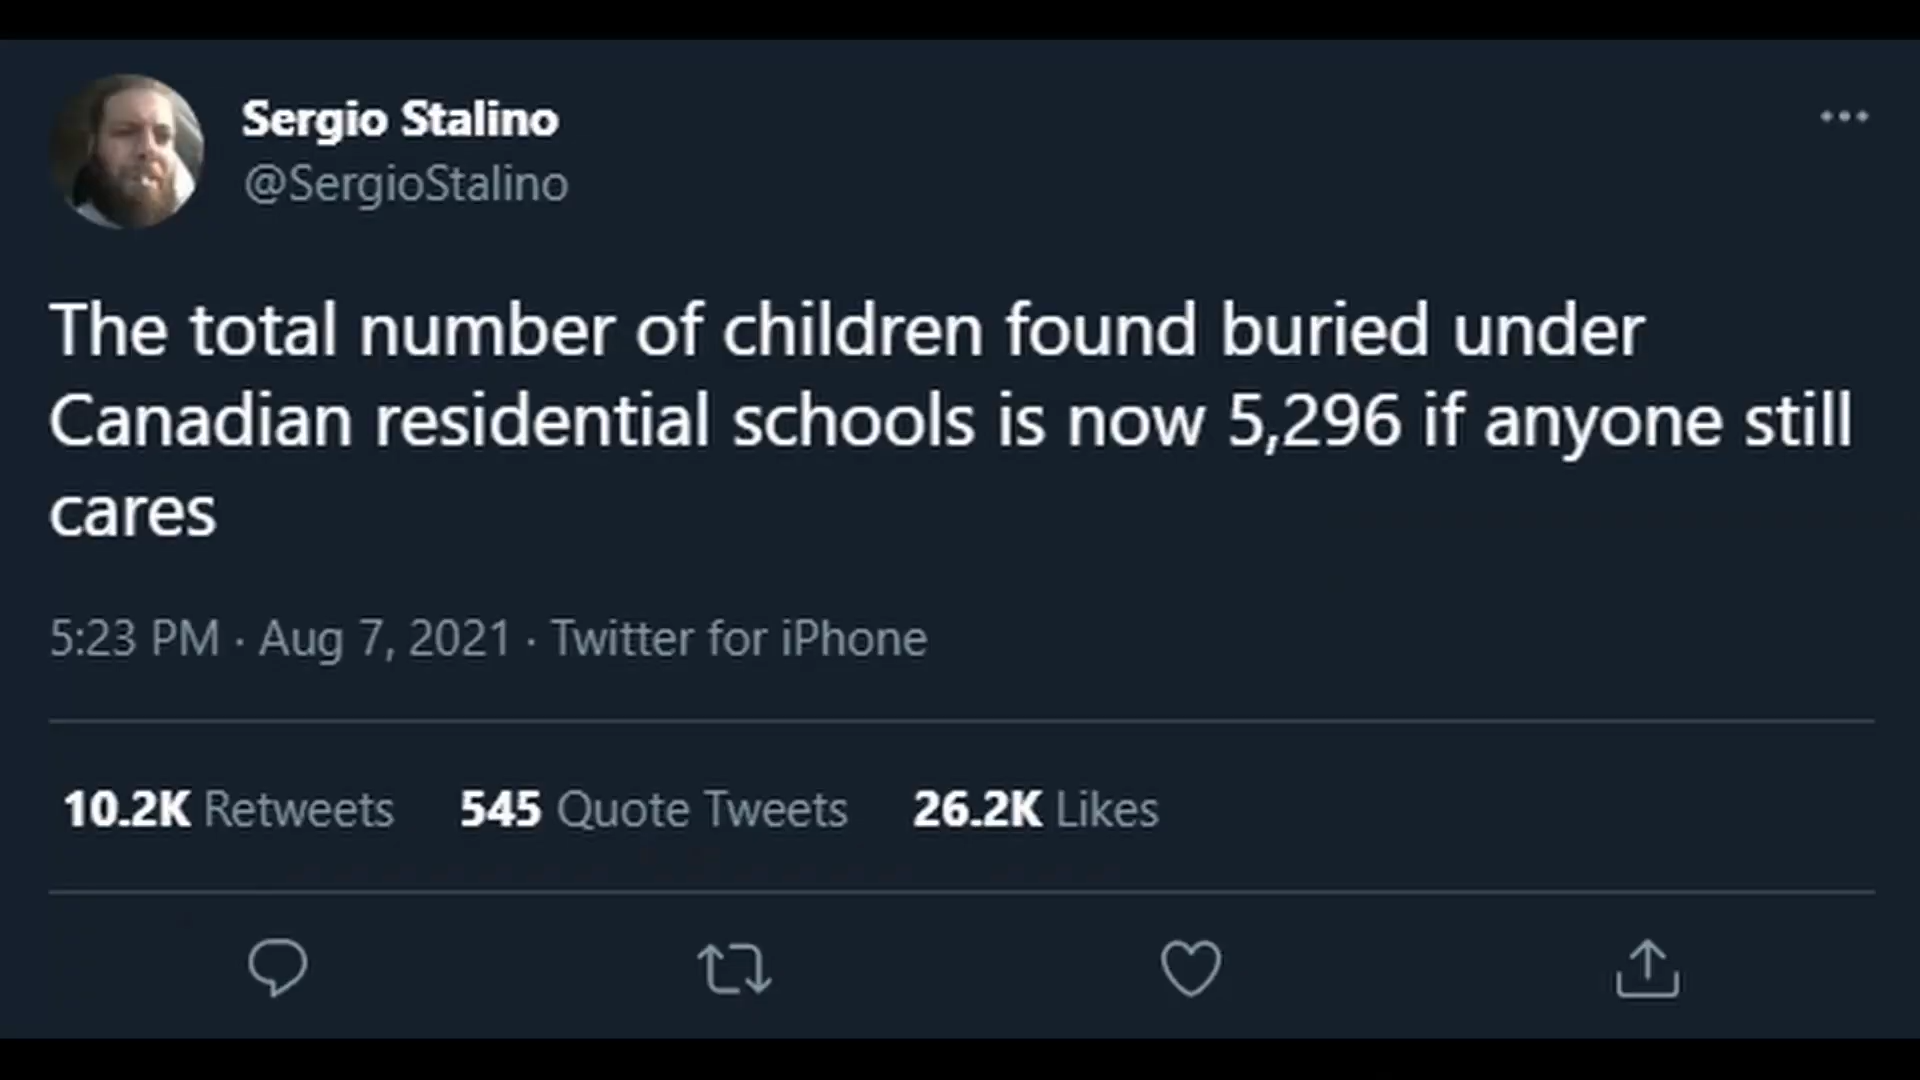 Sergio Stalino
@SergioStalino
The total number of children found buried under
Canadian residential schools is now 5,296 if anyone still
cares
5:23 PM · Aug 7, 2021 · Twitter for iPhone
10.2K Retweets 545 Quote Tweets 26.2K Likes